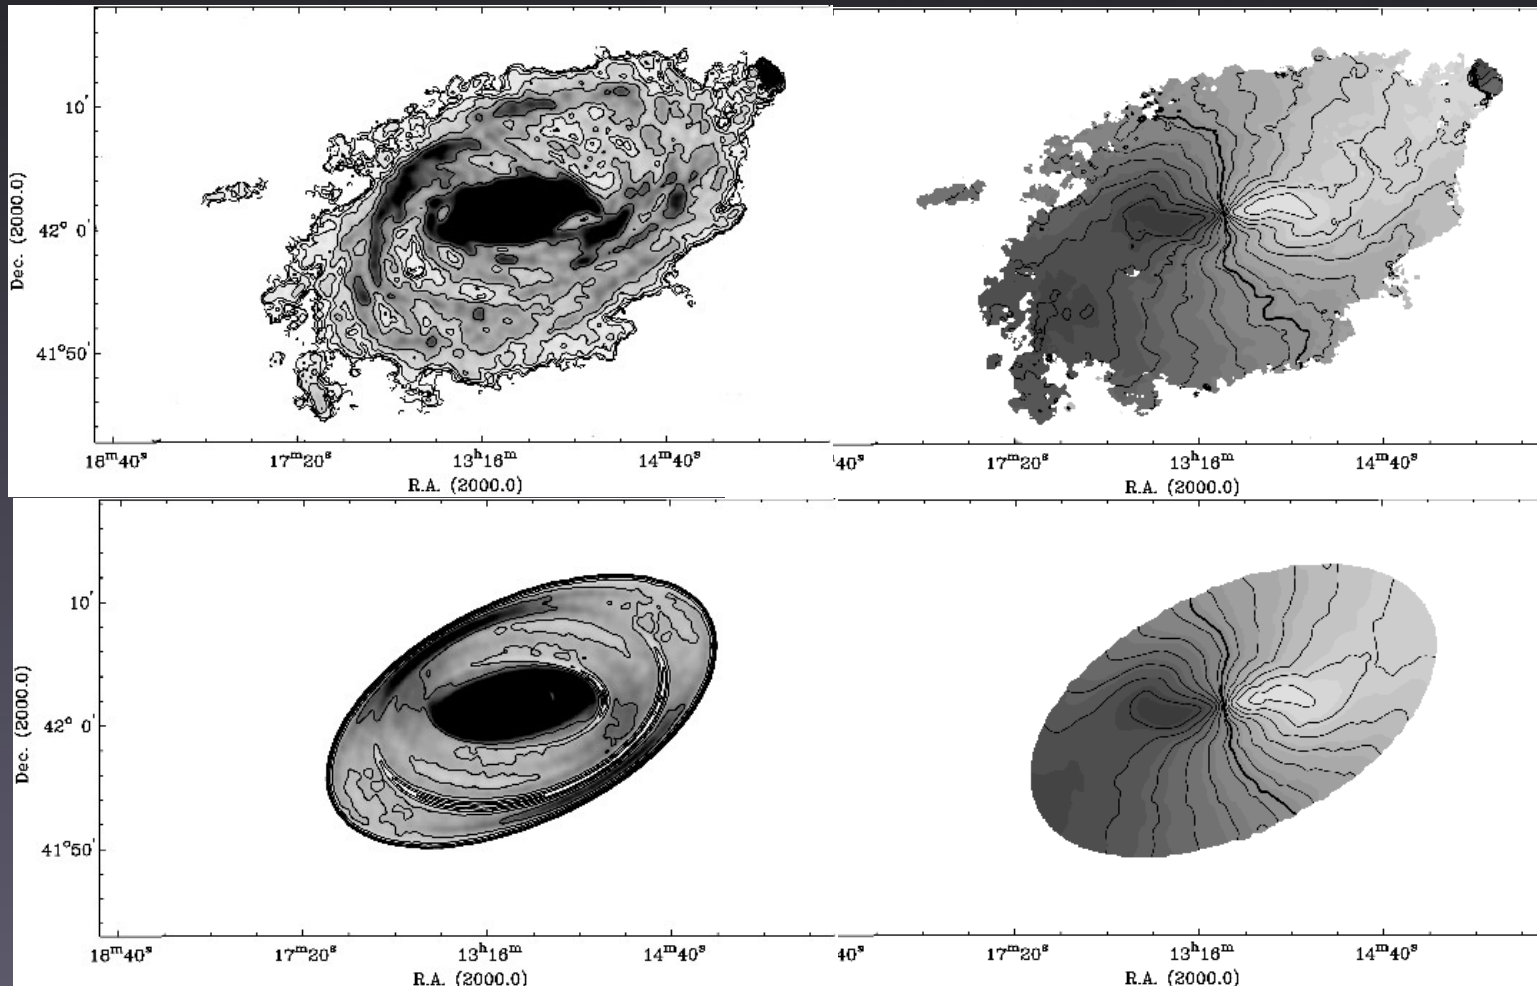 10'
42° 0'
41°50'
Dec. (2000.0)
18ᵐ40ˢ 17ᵐ20ˢ 13ʰ16ᵐ 14ᵐ40ˢ
R.A. (2000.0)
40ˢ 17ᵐ20ˢ 13ʰ16ᵐ 14ᵐ40ˢ
R.A. (2000.0)
10'
42° 0'
41°50'
Dec. (2000.0)
18ᵐ40ˢ 17ᵐ20ˢ 13ʰ16ᵐ 14ᵐ40ˢ
R.A. (2000.0)
40ˢ 17ᵐ20ˢ 13ʰ16ᵐ 14ᵐ40ˢ
R.A. (2000.0)